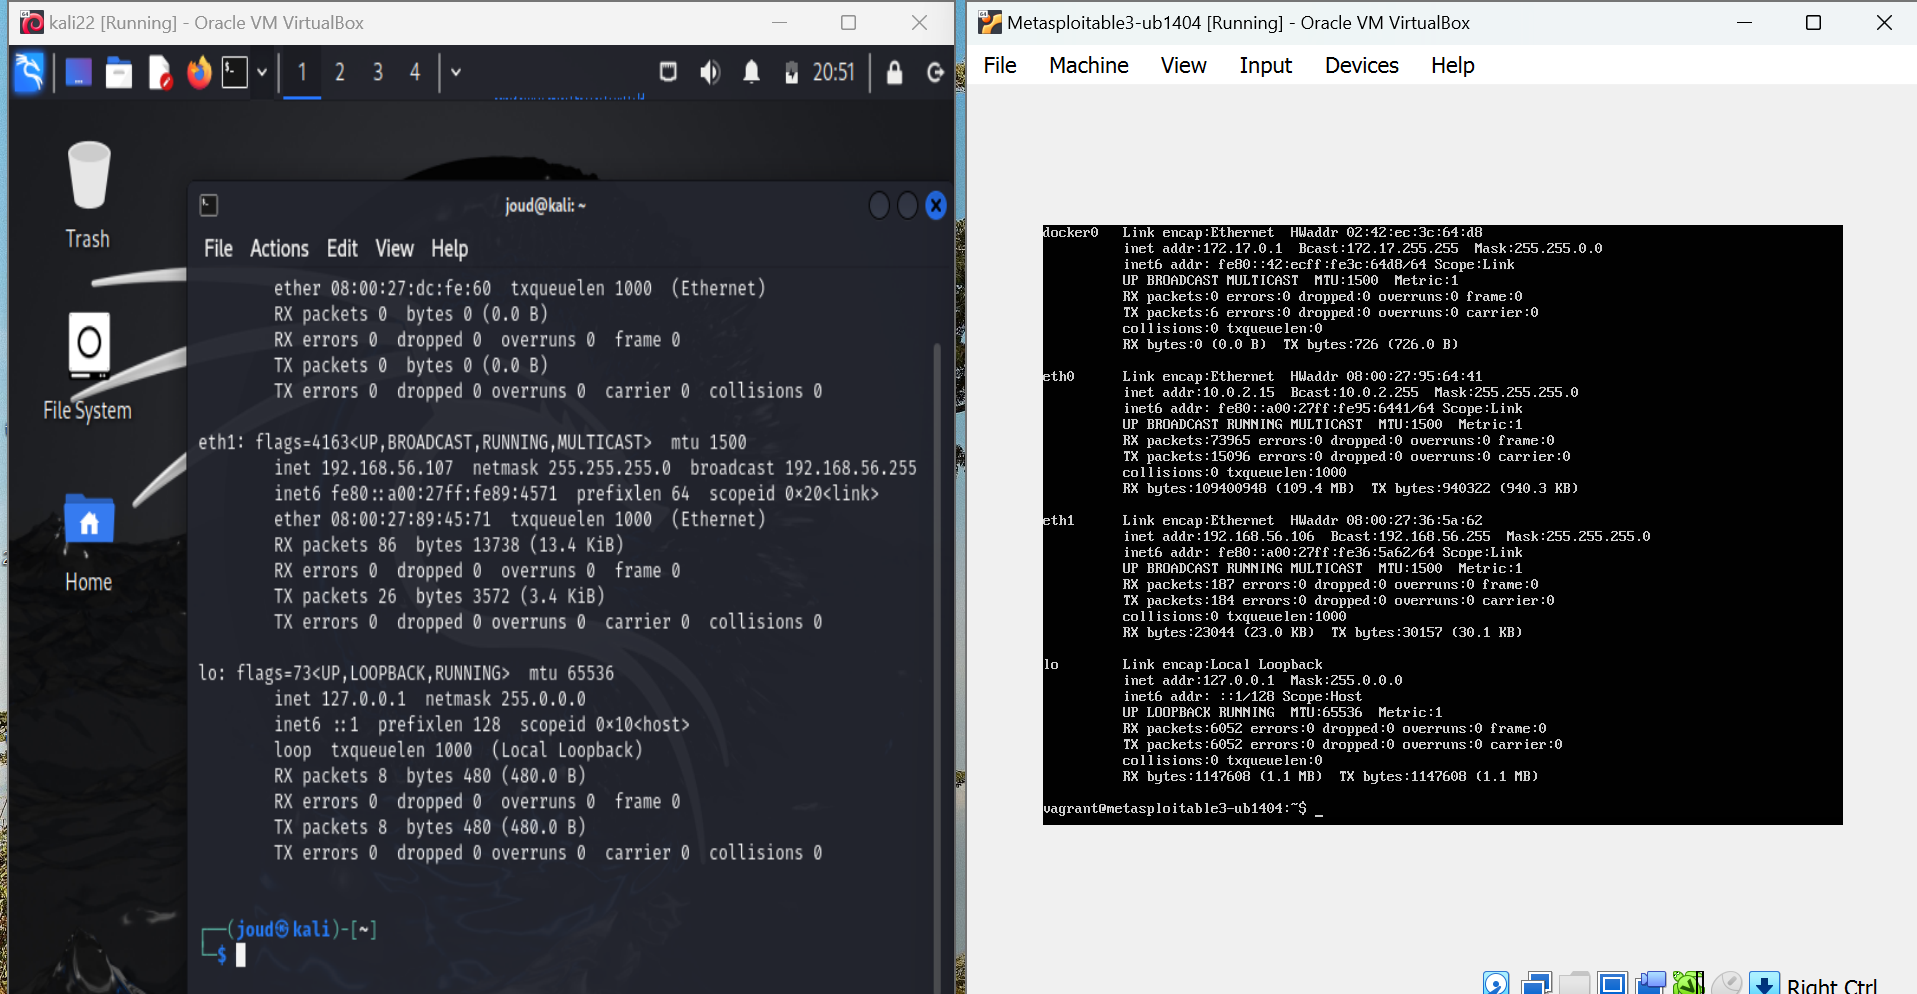 kali22 [Running] - Oracle VM VirtualBox
1 2 3 4
20:51
Trash
File System
Home
joud@kali: ~
File Actions Edit View Help
ether 08:00:27:dc:fe:60 txqueuelen 1000 (Ethernet)
RX packets 0 bytes 0 (0.0 B)
RX errors 0 dropped 0 overruns 0 frame 0
TX packets 0 bytes 0 (0.0 B)
TX errors 0 dropped 0 overruns 0 carrier 0 collisions 0
eth1: flags=4163<UP,BROADCAST,RUNNING,MULTICAST> mtu 1500
inet 192.168.56.107 netmask 255.255.255.0 broadcast 192.168.56.255
inet6 fe80::a00:27ff:fe89:4571 prefixlen 64 scopeid 0×20<link>
ether 08:00:27:89:45:71 txqueuelen 1000 (Ethernet)
RX packets 86 bytes 13738 (13.4 KiB)
RX errors 0 dropped 0 overruns 0 frame 0
TX packets 26 bytes 3572 (3.4 KiB)
TX errors 0 dropped 0 overruns 0 carrier 0 collisions 0
lo: flags=73<UP,LOOPBACK,RUNNING> mtu 65536
inet 127.0.0.1 netmask 255.0.0.0
inet6 ::1 prefixlen 128 scopeid 0×10<host>
loop txqueuelen 1000 (Local Loopback)
RX packets 8 bytes 480 (480.0 B)
RX errors 0 dropped 0 overruns 0 frame 0
TX packets 8 bytes 480 (480.0 B)
TX errors 0 dropped 0 overruns 0 carrier 0 collisions 0
┌──(joud㉿kali)-[~]
└─$
Metasploitable3-ub1404 [Running] - Oracle VM VirtualBox
File Machine View Input Devices Help
docker0 Link encap:Ethernet HWaddr 02:42:ec:3c:64:d8
inet addr:172.17.0.1 Bcast:172.17.255.255 Mask:255.255.0.0
inet6 addr: fe80::42:ecff:fe3c:64d8/64 Scope:Link
UP BROADCAST MULTICAST MTU:1500 Metric:1
RX packets:0 errors:0 dropped:0 overruns:0 frame:0
TX packets:6 errors:0 dropped:0 overruns:0 carrier:0
collisions:0 txqueuelen:0
RX bytes:0 (0.0 B) TX bytes:726 (726.0 B)
eth0 Link encap:Ethernet HWaddr 08:00:27:95:64:41
inet addr:10.0.2.15 Bcast:10.0.2.255 Mask:255.255.255.0
inet6 addr: fe80::a00:27ff:fe95:6441/64 Scope:Link
UP BROADCAST RUNNING MULTICAST MTU:1500 Metric:1
RX packets:73965 errors:0 dropped:0 overruns:0 frame:0
TX packets:15096 errors:0 dropped:0 overruns:0 carrier:0
collisions:0 txqueuelen:1000
RX bytes:109400948 (109.4 MB) TX bytes:940322 (940.3 KB)
eth1 Link encap:Ethernet HWaddr 08:00:27:36:5a:62
inet addr:192.168.56.106 Bcast:192.168.56.255 Mask:255.255.255.0
inet6 addr: fe80::a00:27ff:fe36:5a62/64 Scope:Link
UP BROADCAST RUNNING MULTICAST MTU:1500 Metric:1
RX packets:187 errors:0 dropped:0 overruns:0 frame:0
TX packets:184 errors:0 dropped:0 overruns:0 carrier:0
collisions:0 txqueuelen:1000
RX bytes:23044 (23.0 KB) TX bytes:30157 (30.1 KB)
lo Link encap:Local Loopback
inet addr:127.0.0.1 Mask:255.0.0.0
inet6 addr: ::1/128 Scope:Host
UP LOOPBACK RUNNING MTU:65536 Metric:1
RX packets:6052 errors:0 dropped:0 overruns:0 frame:0
TX packets:6052 errors:0 dropped:0 overruns:0 carrier:0
collisions:0 txqueuelen:0
RX bytes:1147608 (1.1 MB) TX bytes:1147608 (1.1 MB)
vagrant@metasploitable3-ub1404:~$ _
Right Ctrl